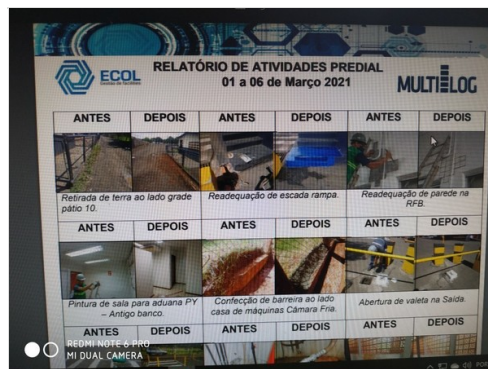 ECOL
RELATÓRIO DE ATIVIDADES PREDIAL
01 a 06 de Março 2021
MULTILOG
ANTES DEPOIS ANTES DEPOIS ANTES DEPOIS
Retirada de terra ao lado grade
pátio 10.
Readequação de escada rampa.
Readequação de parede na
RFB.
ANTES DEPOIS ANTES DEPOIS ANTES DEPOIS
Pintura de sala para aduana PY
– Antigo banco.
Confecção de barreira ao lado
casa de máquinas Câmara Fria.
Abertura de valeta na Saída.
ANTES DEPOIS ANTES DEPOIS ANTES DEPOIS
REDMI NOTE 6 PRO
MI DUAL CAMERA